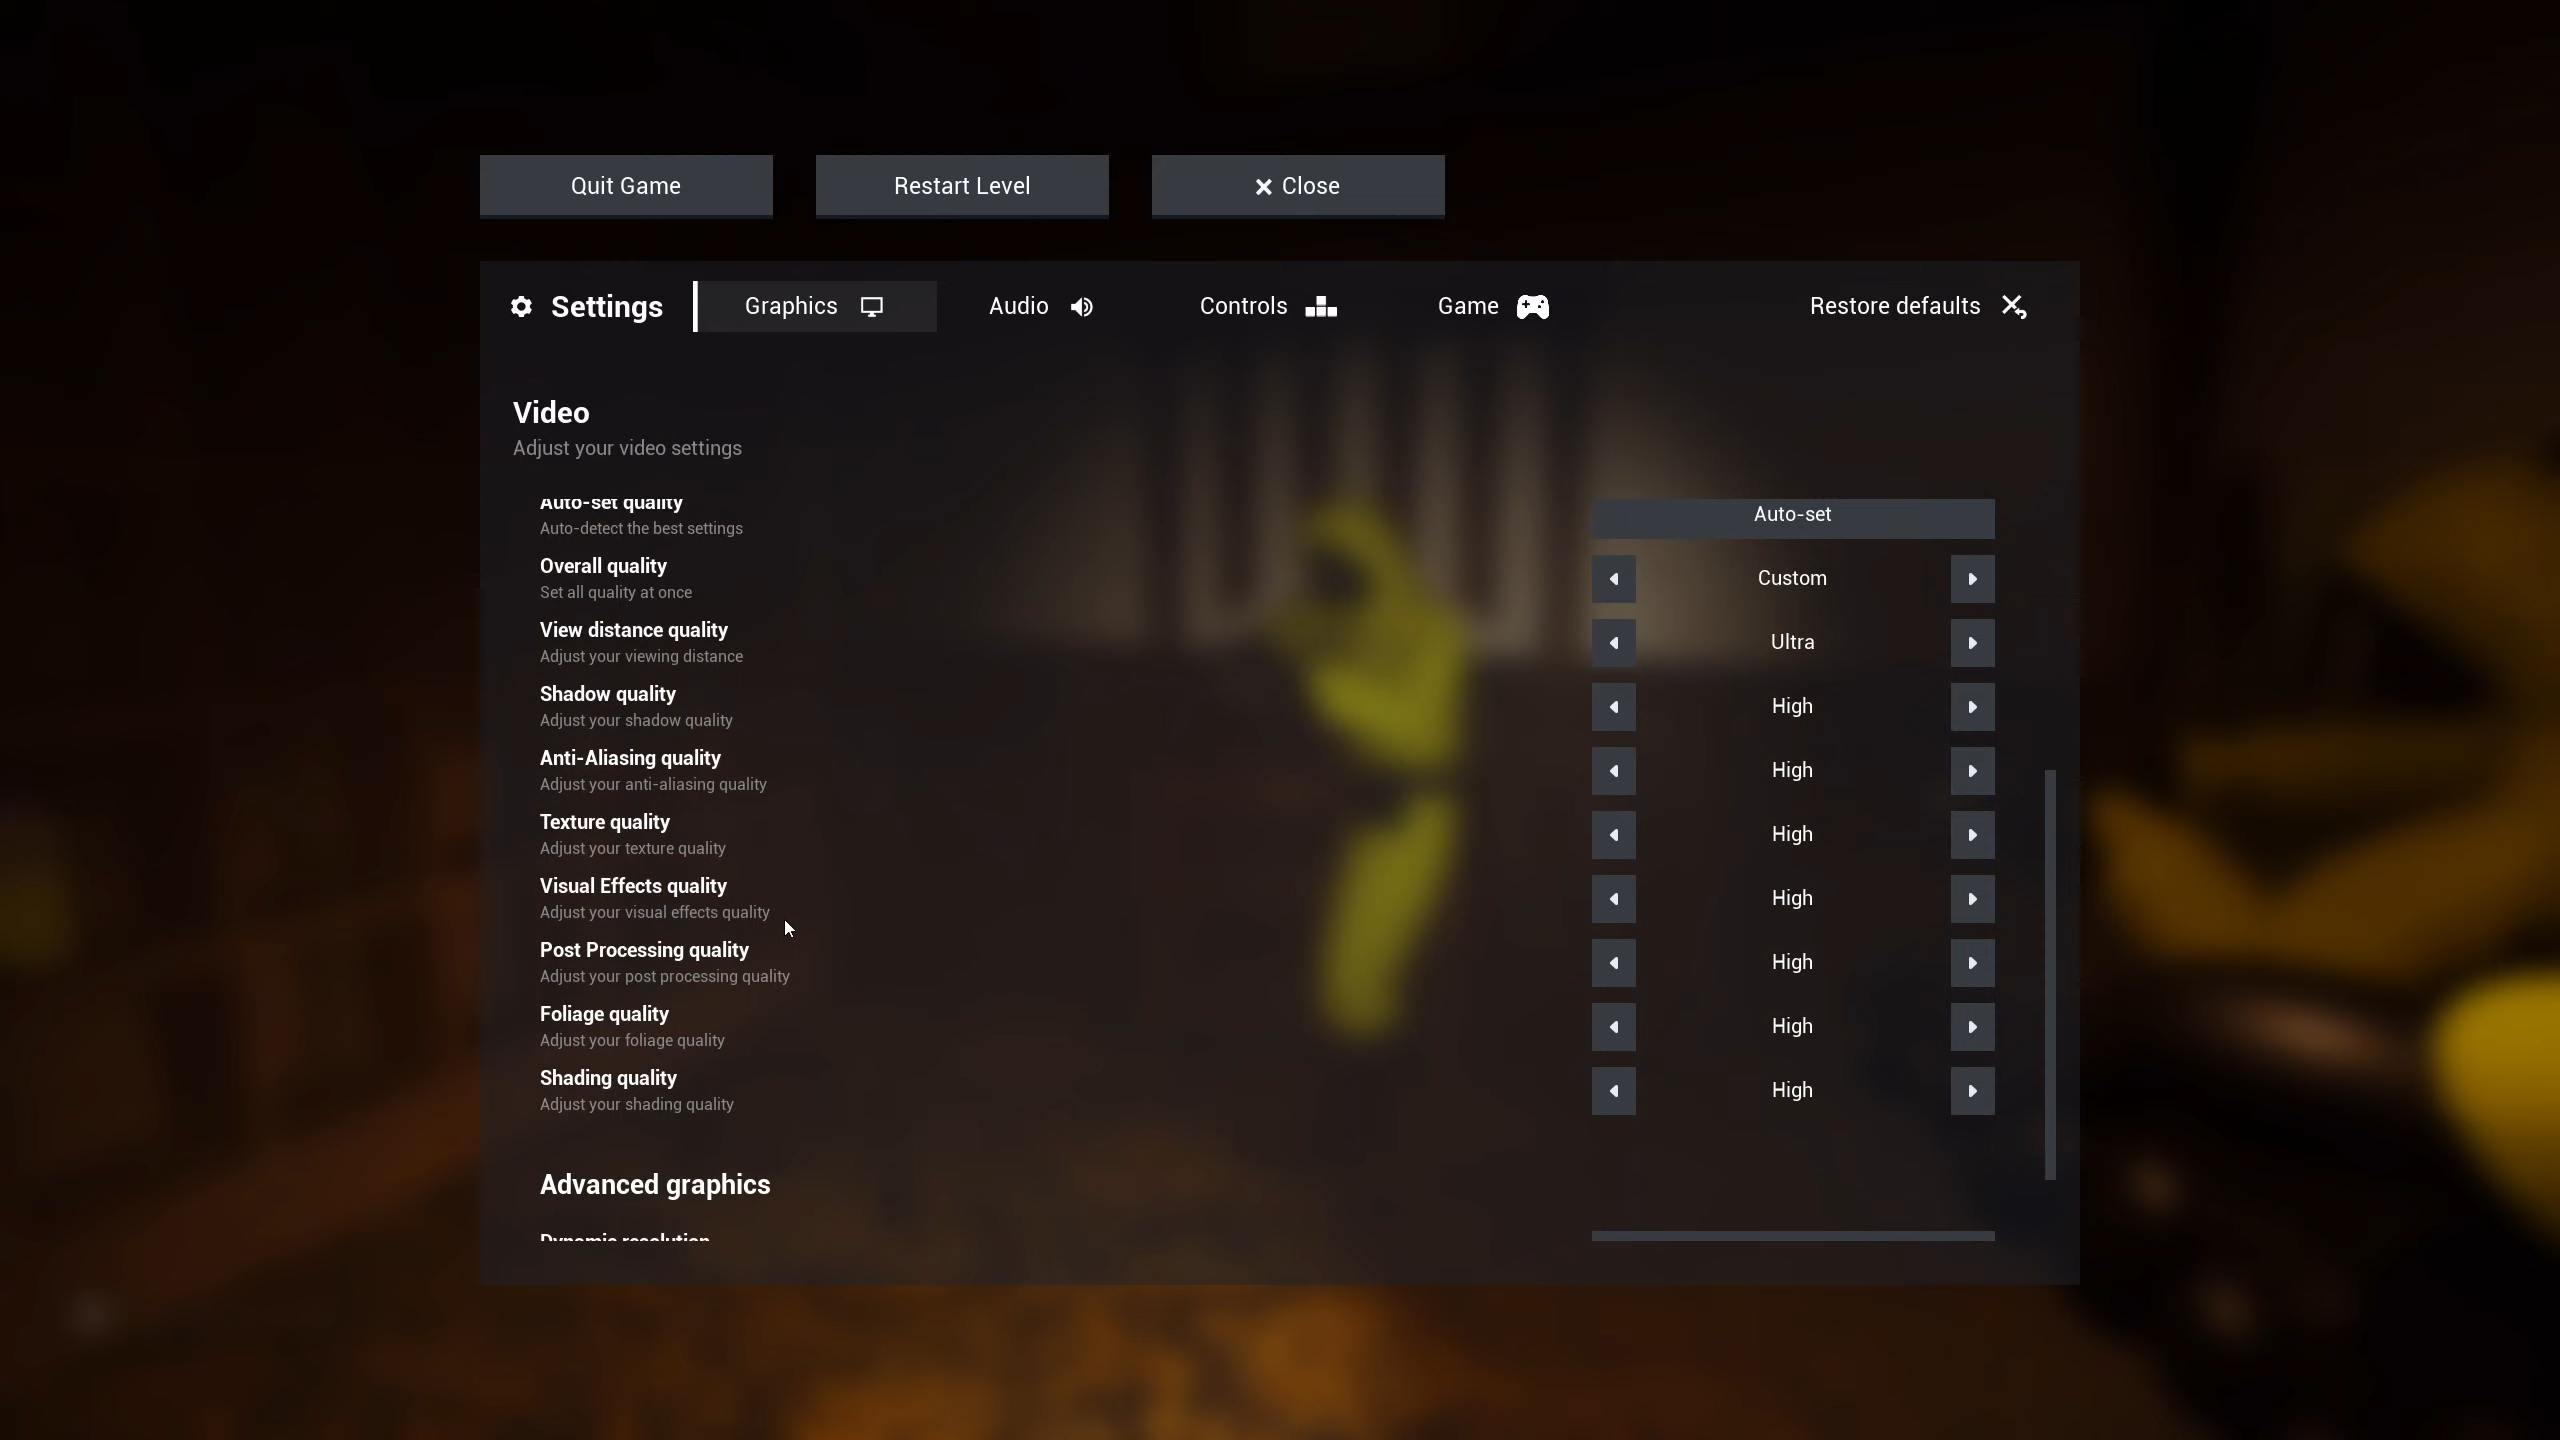 Quit Game
Restart Level
Close
Settings
Graphics
Audio
Controls
Game
Restore defaults
Video
Adjust your video settings
Auto-set quality
Auto-detect the best settings
Auto-set
Overall quality
Set all quality at once
Custom
View distance quality
Adjust your viewing distance
Ultra
Shadow quality
Adjust your shadow quality
High
Anti-Aliasing quality
Adjust your anti-aliasing quality
High
Texture quality
Adjust your texture quality
High
Visual Effects quality
Adjust your visual effects quality
High
Post Processing quality
Adjust your post processing quality
High
Foliage quality
Adjust your foliage quality
High
Shading quality
Adjust your shading quality
High
Advanced graphics
Dynamic resolution